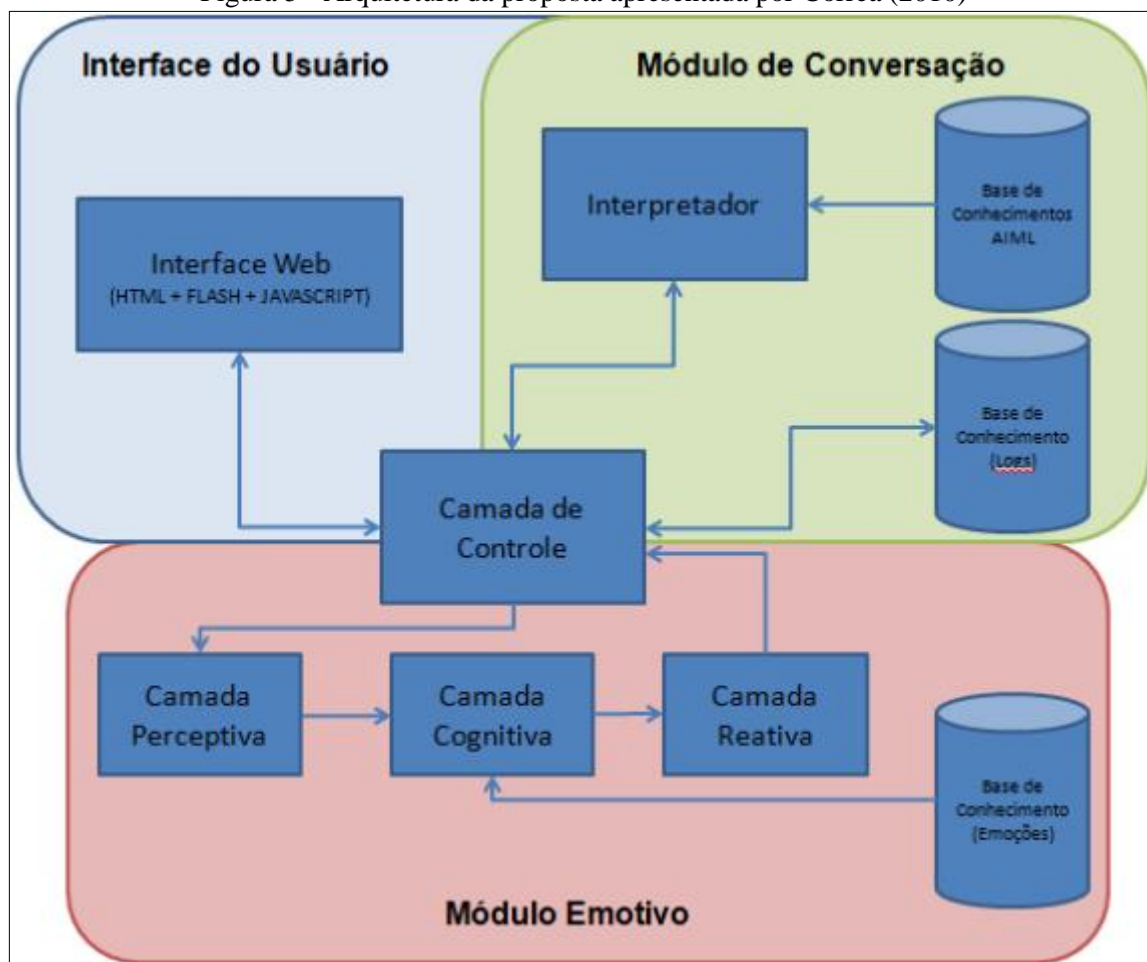 Interface do Usuário
Módulo de Conversação
Interface Web
(HTML + FLASH + JAVASCRIPT)
Interpretador
Base de
Conhecimentos
AIML
Base de
Conhecimento
(Logs)
Camada de
Controle
Camada
Perceptiva
Camada
Cognitiva
Camada
Reativa
Base de
Conhecimento
(Emoções)
Módulo Emotivo